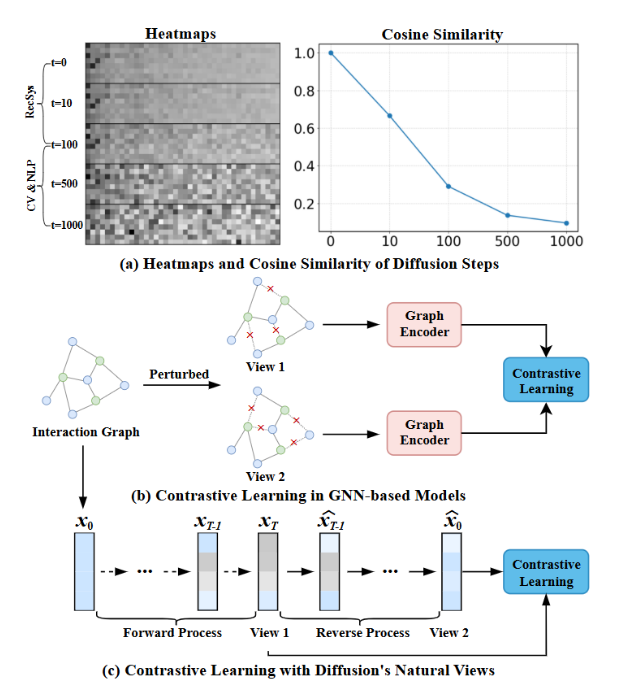 Heatmaps
Cosine Similarity
RecSys
CV & NLP
t=0
t=10
t=100
t=500
t=1000
1.0
0.8
0.6
0.4
0.2
0
10
100
500
1000
(a) Heatmaps and Cosine Similarity of Diffusion Steps
Interaction Graph
Perturbed
View 1
View 2
Graph
Encoder
Graph
Encoder
Contrastive
Learning
(b) Contrastive Learning in GNN-based Models
x₀
...
x_{T-1}
x_T
x̂_{T-1}
...
x̂₀
Contrastive
Learning
Forward Process
View 1
Reverse Process
View 2
(c) Contrastive Learning with Diffusion's Natural Views